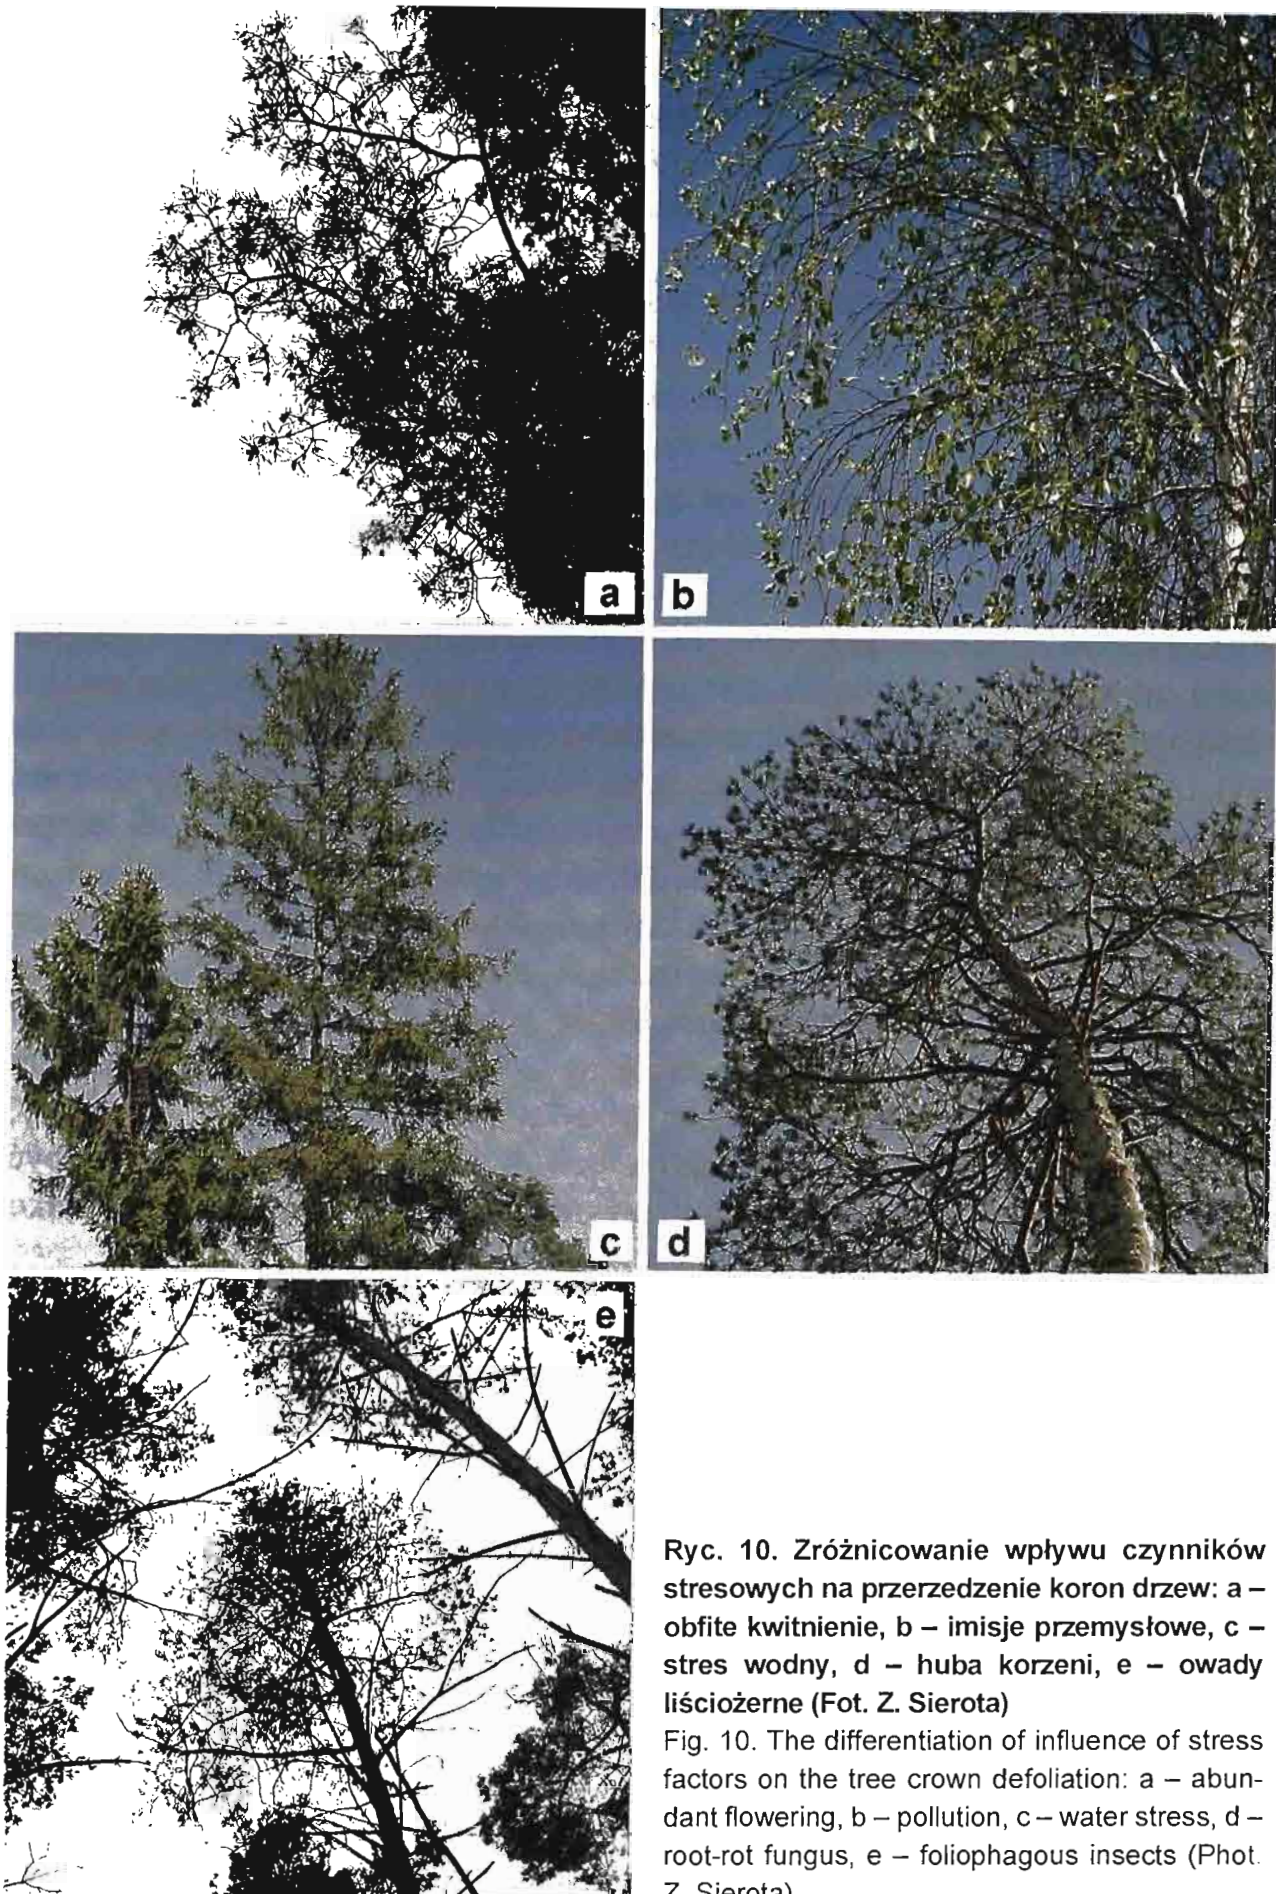 a
b
c
d
e
Ryc. 10. Zróżnicowanie wpływu czynników
stresowych na przerzedzenie koron drzew: a –
obfite kwitnienie, b – imisje przemysłowe, c –
stres wodny, d – huba korzeni, e – owady
liściożerne (Fot. Z. Sierota)
Fig. 10. The differentiation of influence of stress
factors on the tree crown defoliation: a – abun-
dant flowering, b – pollution, c – water stress, d –
root-rot fungus, e – foliophagous insects (Phot.
Z. Sierota)